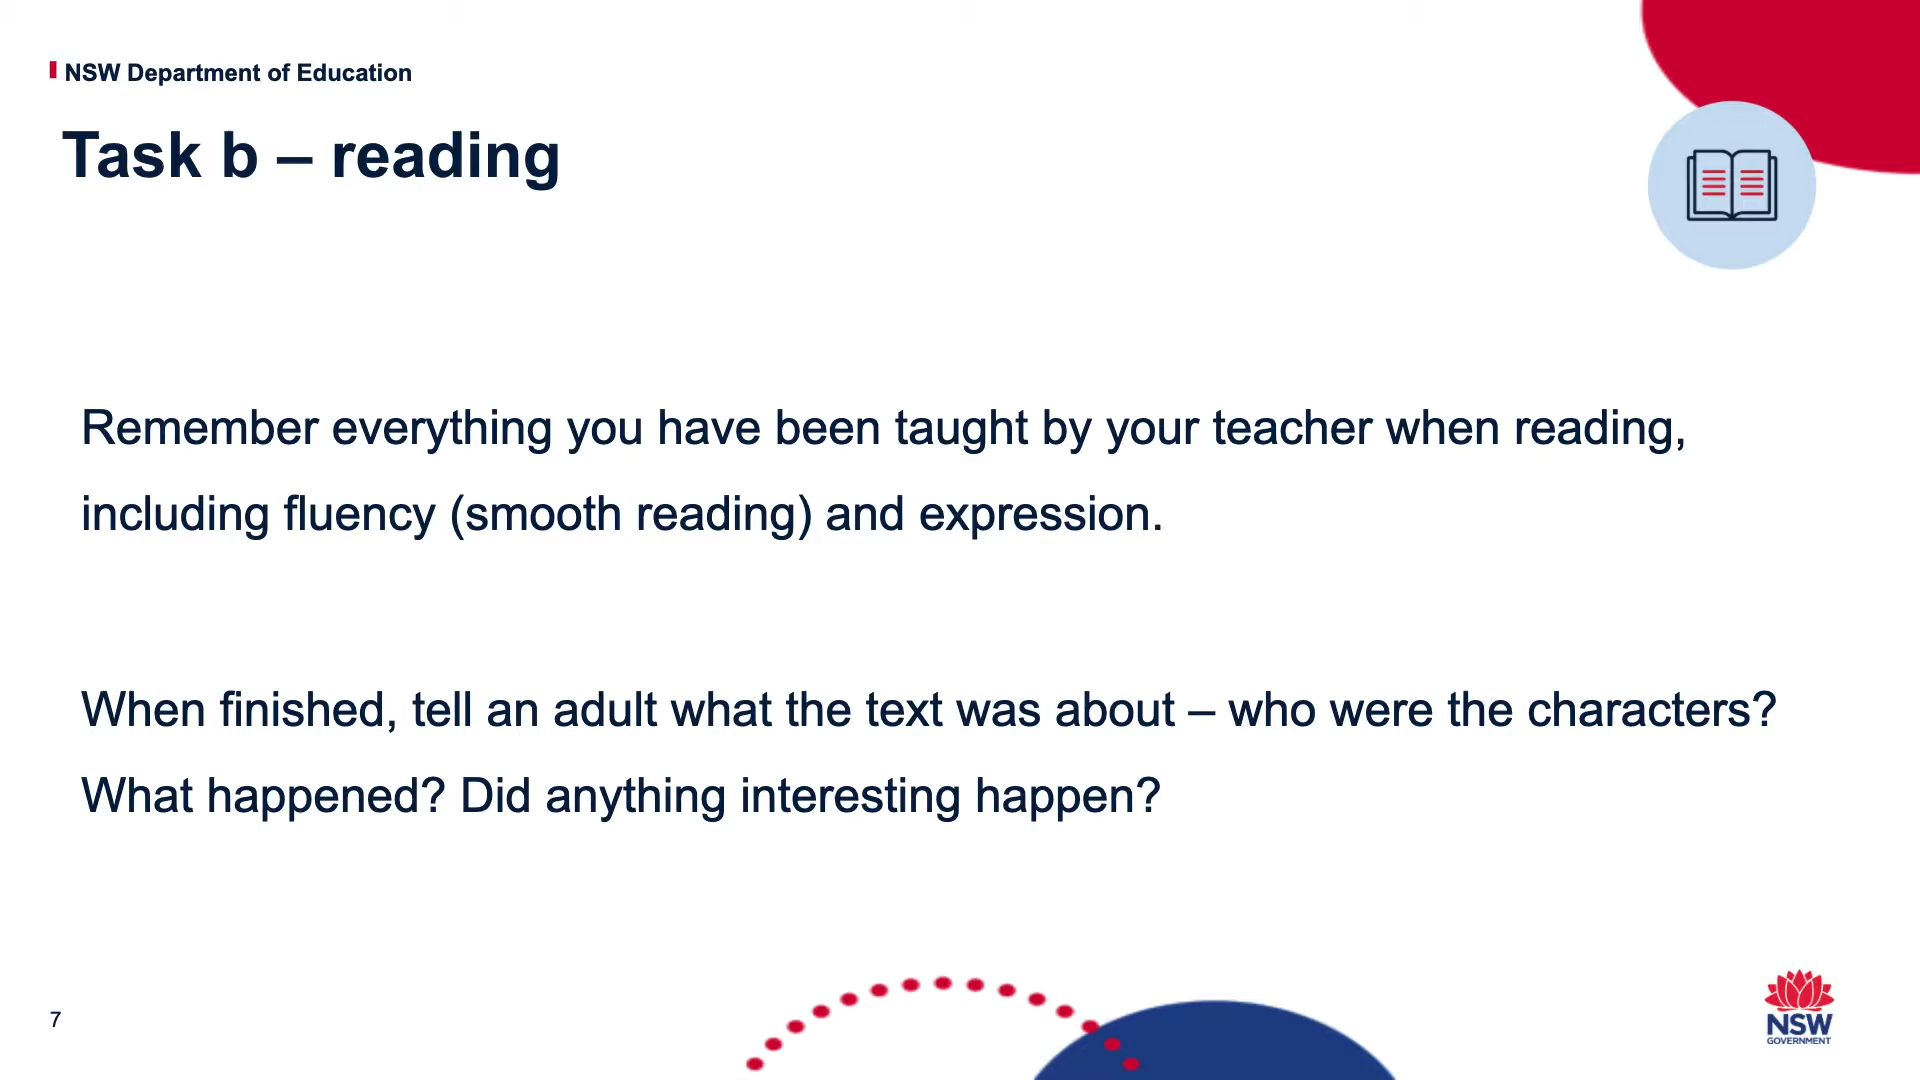 NSW Department of Education
Task b – reading
Remember everything you have been taught by your teacher when reading,
including fluency (smooth reading) and expression.
When finished, tell an adult what the text was about – who were the characters?
What happened? Did anything interesting happen?
7
NSW
GOVERNMENT